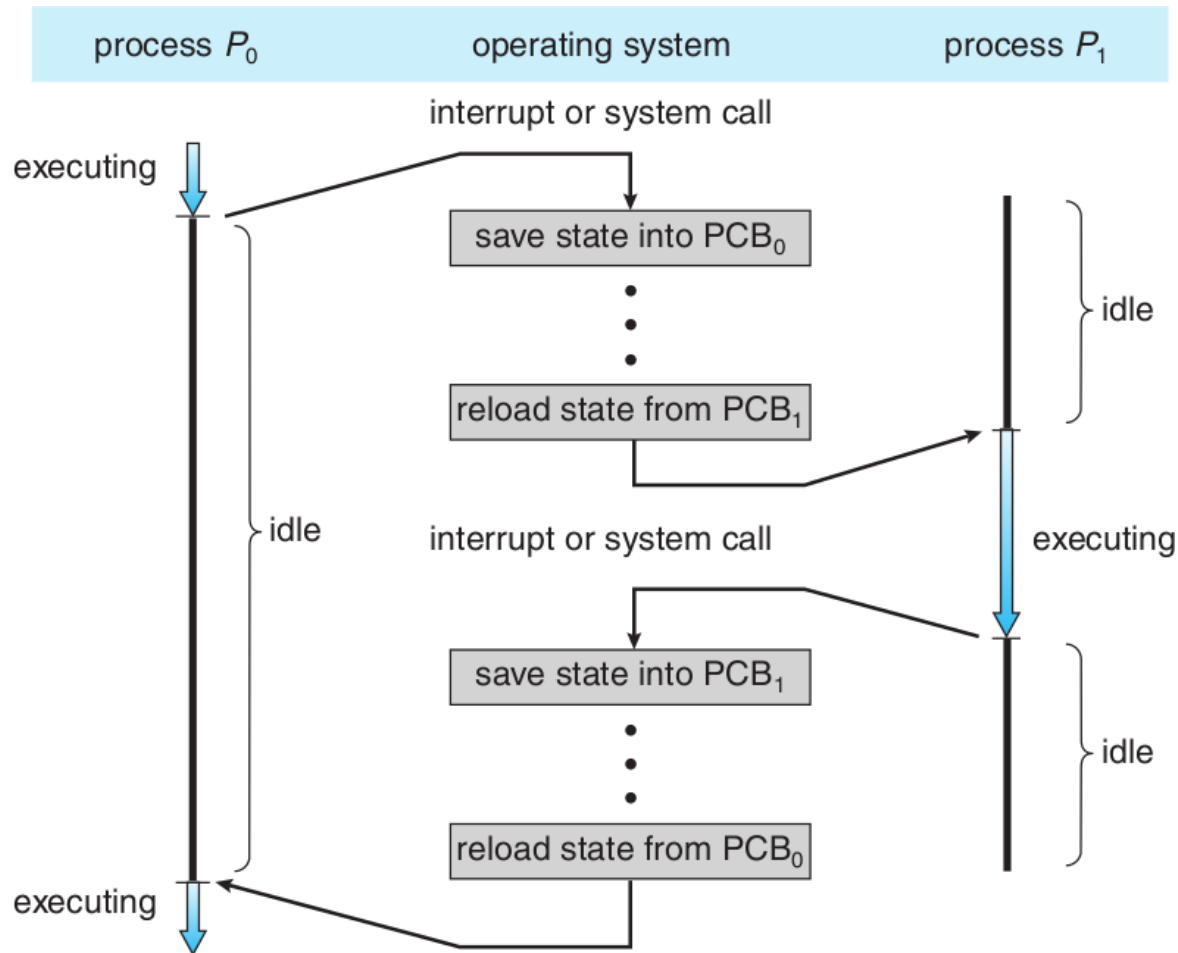 process P₀ operating system process P₁
interrupt or system call
executing
save state into PCB₀
idle
reload state from PCB₁
idle
interrupt or system call
executing
save state into PCB₁
idle
reload state from PCB₀
executing